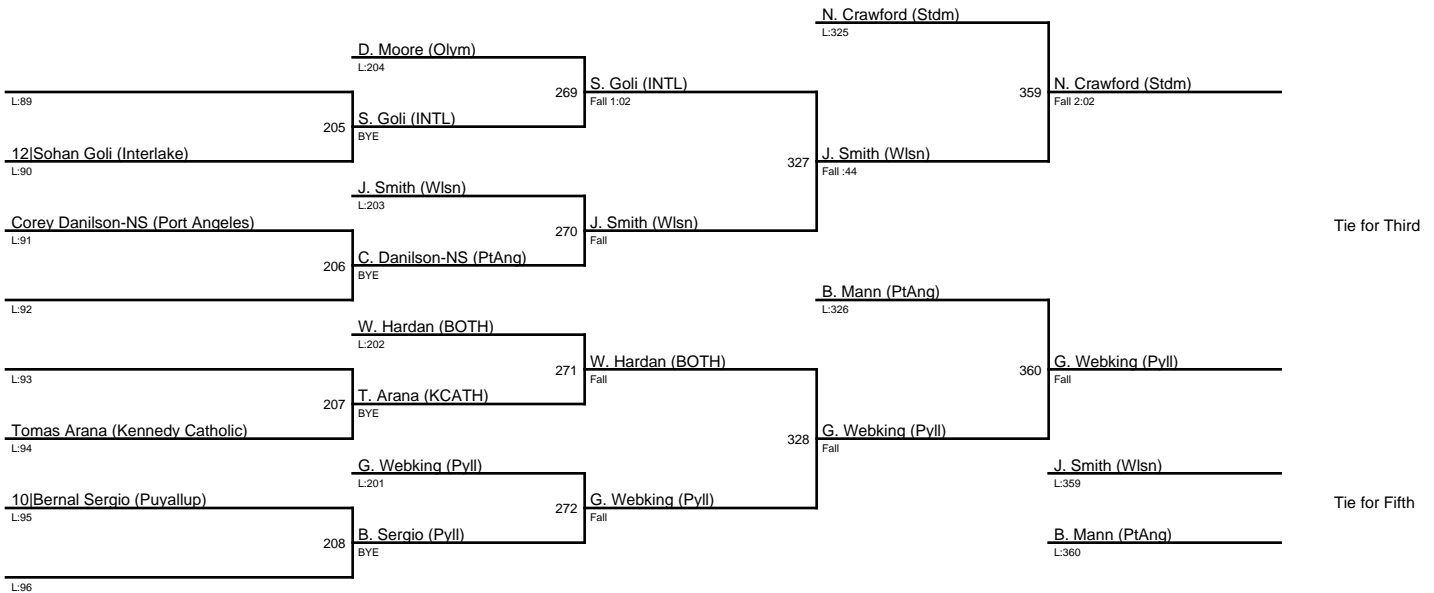 N. Crawford (Stdm)
L:325
D. Moore (Olym)
L:204
S. Goli (INTL)
269
Fall 1:02
N. Crawford (Stdm)
359
Fall 2:02
L:89
S. Goli (INTL)
205
BYE
12|Sohan Goli (Interlake)
L:90
J. Smith (Wlsn)
327
Fall :44
J. Smith (Wlsn)
L:203
Corey Danilson-NS (Port Angeles)
L:91
J. Smith (Wlsn)
270
Fall
Tie for Third
C. Danilson-NS (PtAng)
206
BYE
L:92
B. Mann (PtAng)
L:326
W. Hardan (BOTH)
L:202
L:93
W. Hardan (BOTH)
271
Fall
G. Webking (Pyll)
360
Fall
T. Arana (KCATH)
207
BYE
Tomas Arana (Kennedy Catholic)
L:94
G. Webking (Pyll)
328
Fall
G. Webking (Pyll)
L:201
J. Smith (Wlsn)
L:359
10|Bernal Sergio (Puyallup)
L:95
G. Webking (Pyll)
272
Fall
Tie for Fifth
B. Sergio (Pyll)
208
BYE
B. Mann (PtAng)
L:360
L:96